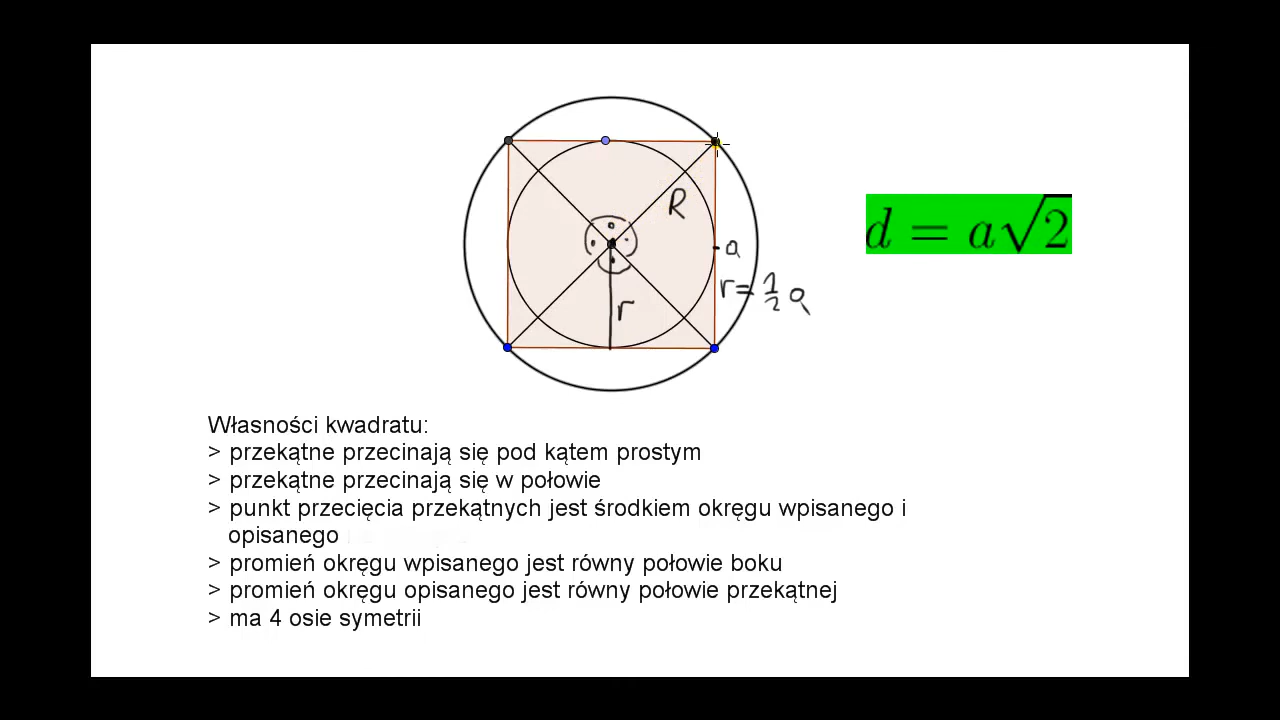 R
d = a√2
a
r = 1/2 a
r
Własności kwadratu:
> przekątne przecinają się pod kątem prostym
> przekątne przecinają się w połowie
> punkt przecięcia przekątnych jest środkiem okręgu wpisanego i
opisanego
> promień okręgu wpisanego jest równy połowie boku
> promień okręgu opisanego jest równy połowie przekątnej
> ma 4 osie symetrii